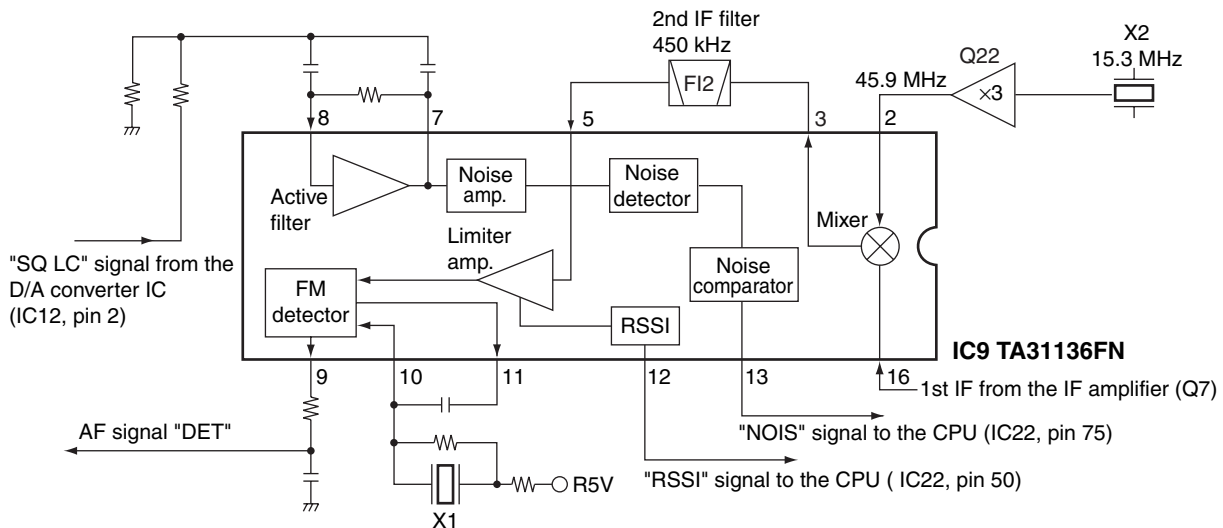 2nd IF filter
450 kHz
FI2
45.9 MHz
Q22
×3
X2
15.3 MHz
8
7
5
3
2
Active
filter
Noise
amp.
Noise
detector
Mixer
"SQ LC" signal from the
D/A converter IC
(IC12, pin 2)
Limiter
amp.
FM
detector
Noise
comparator
RSSI
IC9 TA31136FN
9
10
11
12
13
16
1st IF from the IF amplifier (Q7)
AF signal "DET"
"NOIS" signal to the CPU (IC22, pin 75)
"RSSI" signal to the CPU ( IC22, pin 50)
R5V
X1